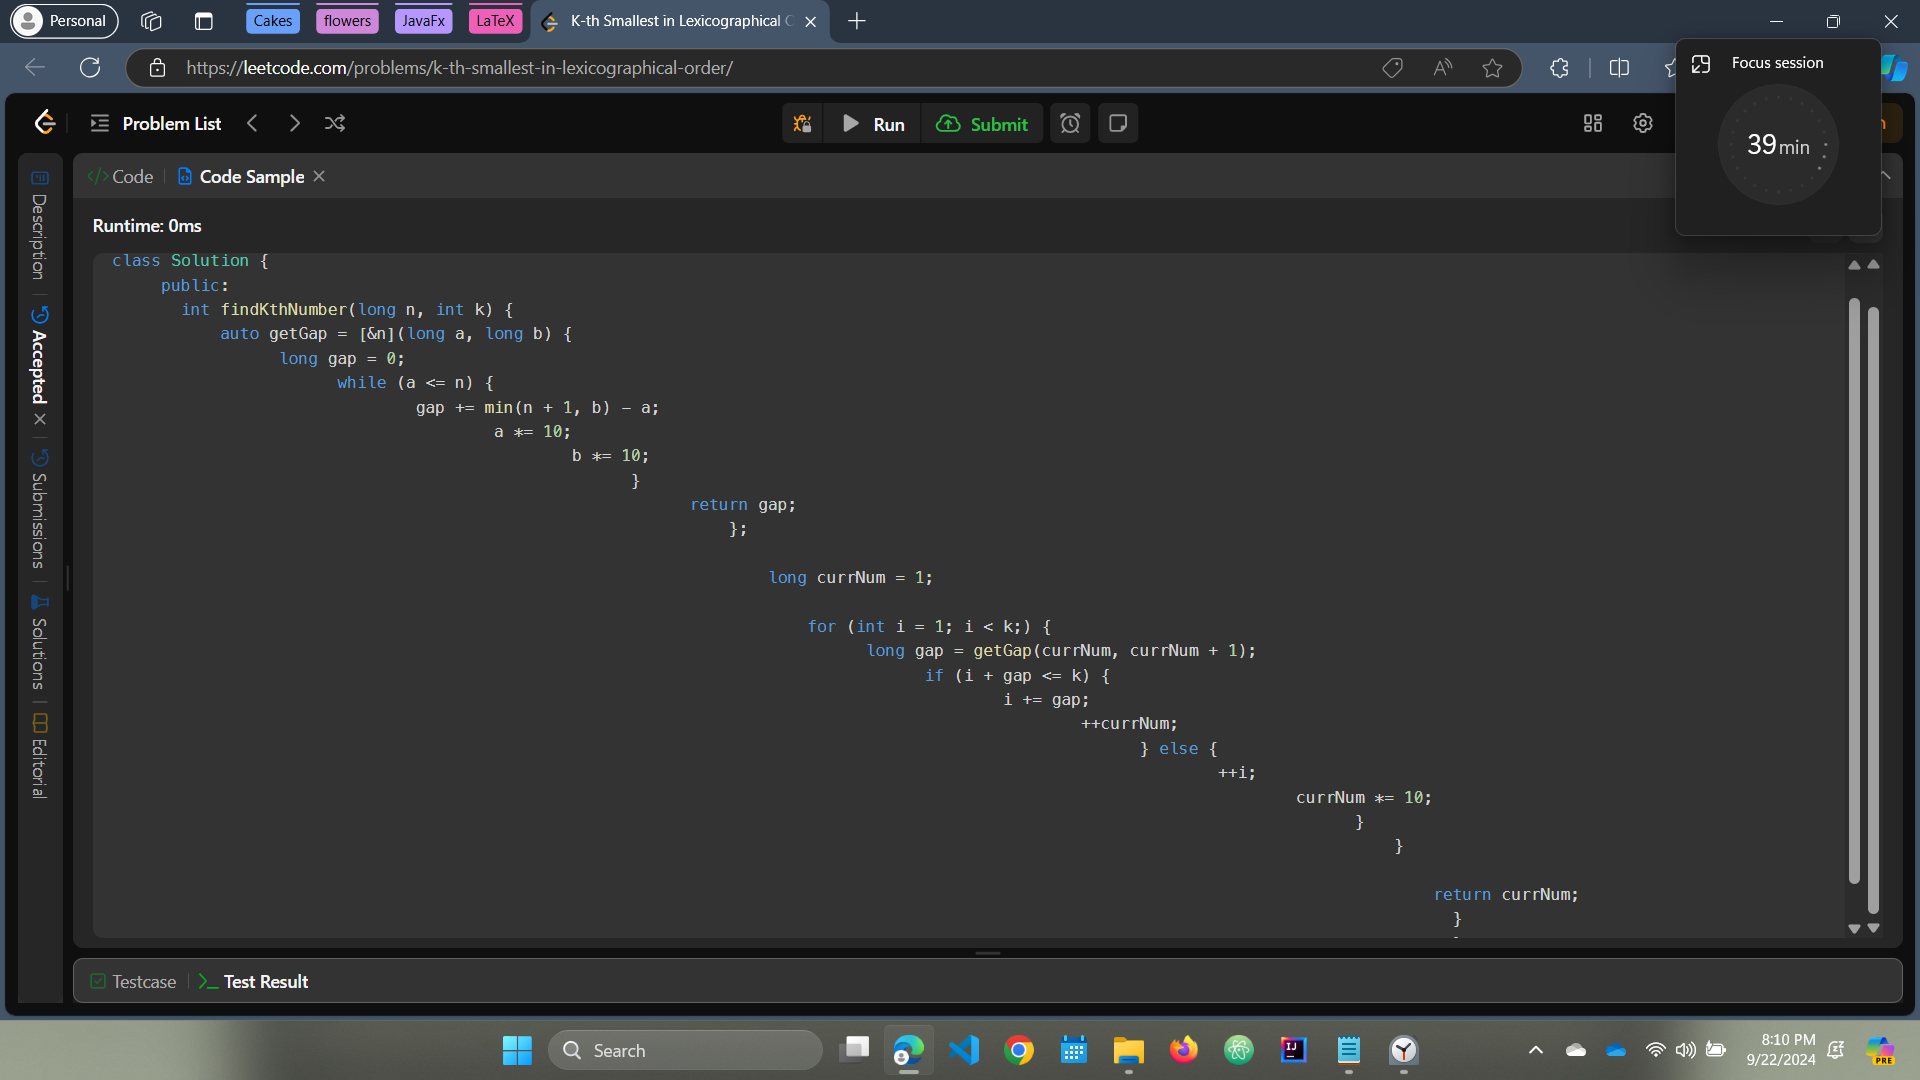 Personal
Cakes
flowers
JavaFx
LaTeX
K-th Smallest in Lexicographical
https://leetcode.com/problems/k-th-smallest-in-lexicographical-order/
Focus session
39 min
Problem List
Run
Submit
Code
Code Sample
Description
Accepted
Submissions
Solutions
Editorial
Runtime: 0ms
class Solution {
public:
int findKthNumber(long n, int k) {
auto getGap = [&n](long a, long b) {
long gap = 0;
while (a <= n) {
gap += min(n + 1, b) - a;
a *= 10;
b *= 10;
}
return gap;
};
long currNum = 1;
for (int i = 1; i < k;) {
long gap = getGap(currNum, currNum + 1);
if (i + gap <= k) {
i += gap;
++currNum;
} else {
++i;
currNum *= 10;
}
}
return currNum;
}
Testcase
Test Result
Search
IJ
8:10 PM
9/22/2024
PRE